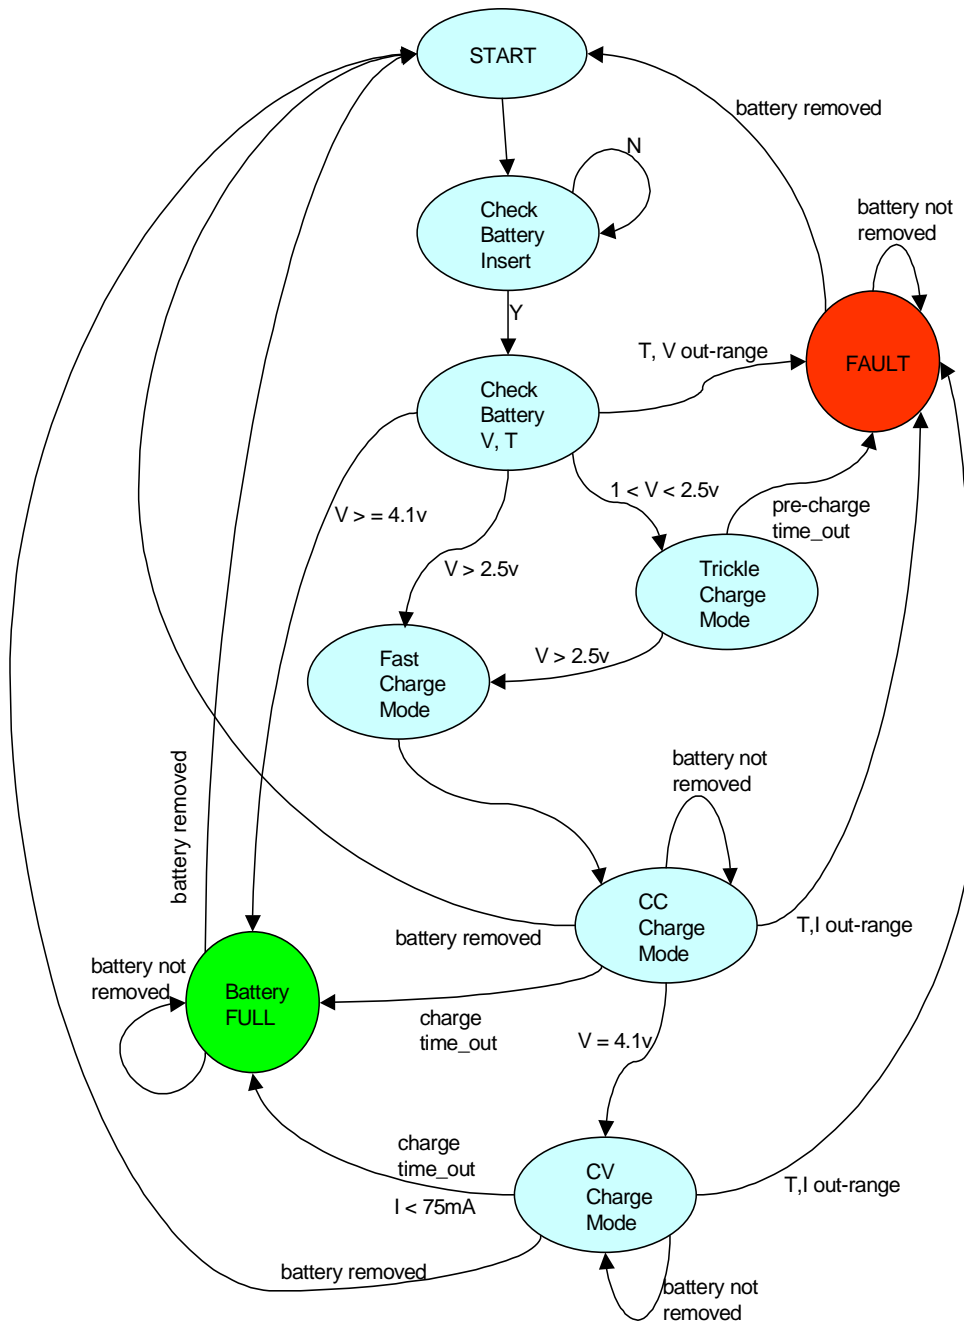 START
battery removed
N
Check
Battery
Insert
battery not
removed
Y
T, V out-range
FAULT
Check
Battery
V, T
1 < V < 2.5v
V > = 4.1v
pre-charge
time_out
V > 2.5v
Trickle
Charge
Mode
Fast
Charge
Mode
V > 2.5v
battery removed
battery not
removed
CC
Charge
Mode
T,I out-range
battery removed
battery not
removed
Battery
FULL
charge
time_out
V = 4.1v
charge
time_out
I < 75mA
CV
Charge
Mode
T,I out-range
battery removed
battery not
removed